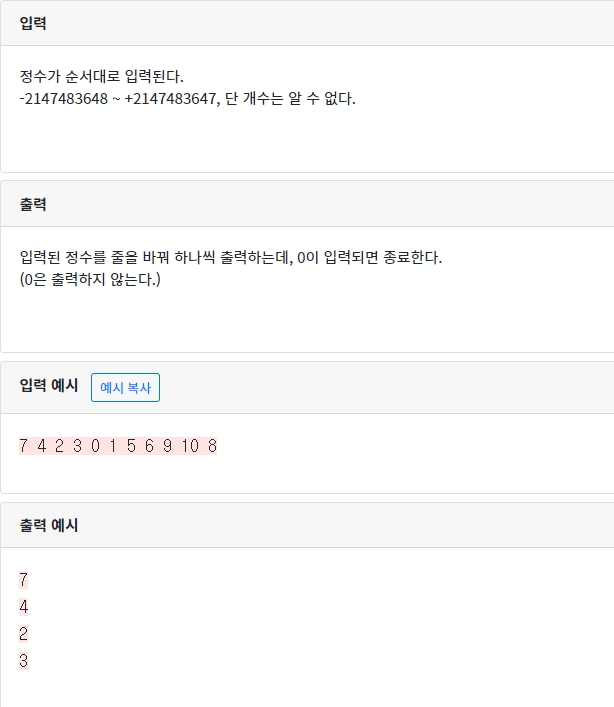 입력
정수가 순서대로 입력된다.
-2147483648 ~ +2147483647, 단 개수는 알 수 없다.
출력
입력된 정수를 줄을 바꿔 하나씩 출력하는데, 0이 입력되면 종료한다.
(0은 출력하지 않는다.)
입력 예시 예시 복사
7 4 2 3 0 1 5 6 9 10 8
출력 예시
7
4
2
3